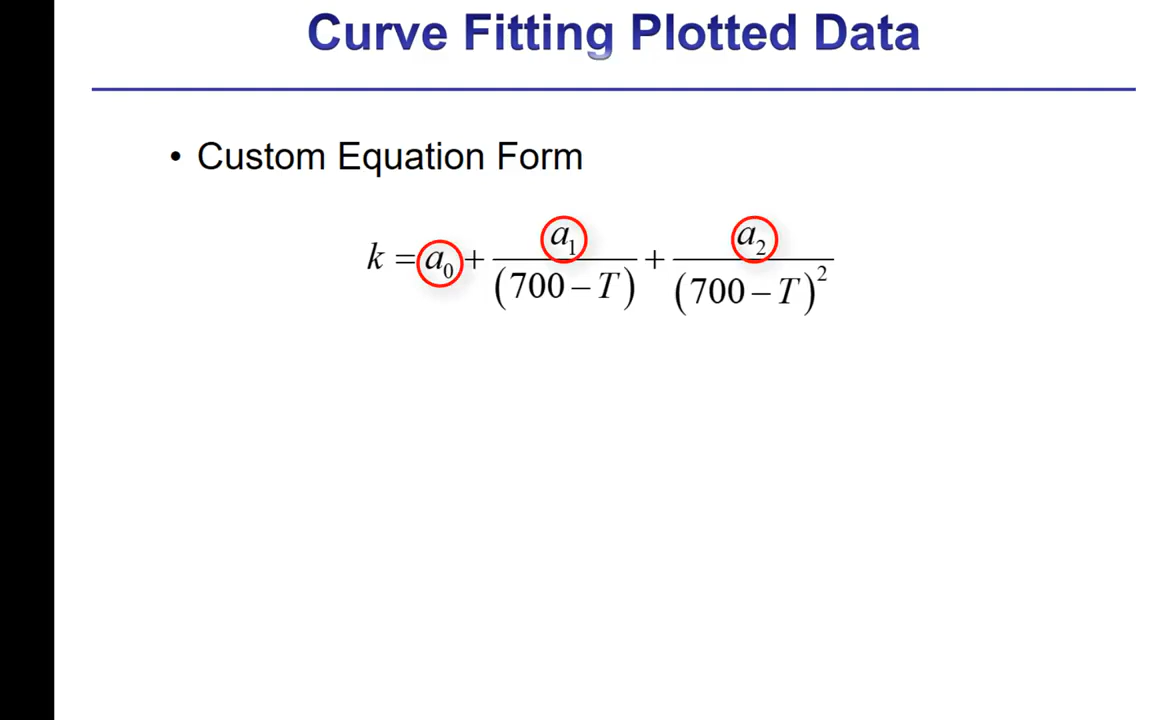 Curve Fitting Plotted Data
• Custom Equation Form
k = a₀ + a₁/(700 − T) + a₂/(700 − T)²